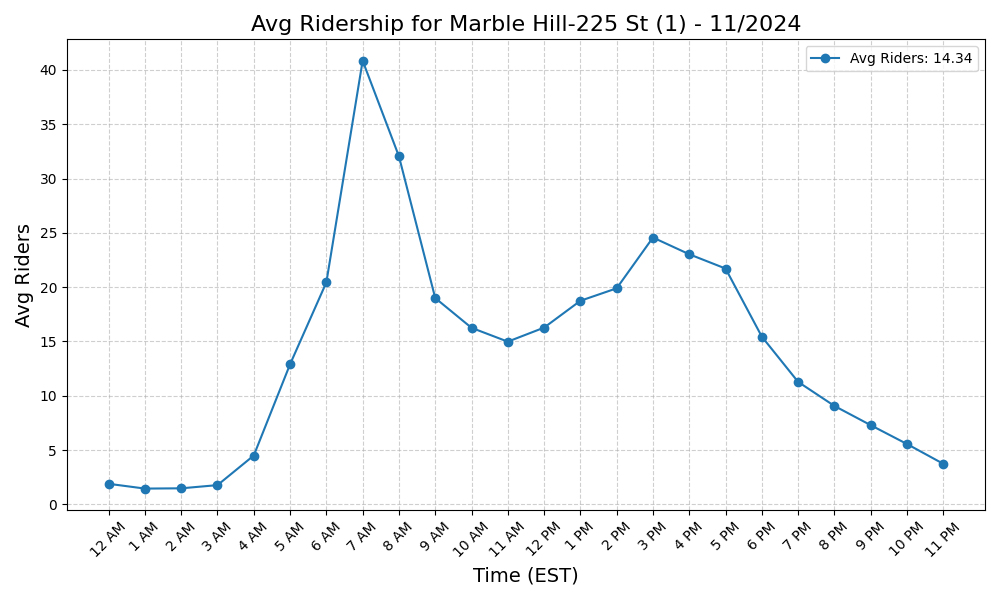 Avg Ridership for Marble Hill-225 St (1) - 11/2024
Avg Riders: 14.34
Avg Riders
40
35
30
25
20
15
10
5
0
12 AM
1 AM
2 AM
3 AM
4 AM
5 AM
6 AM
7 AM
8 AM
9 AM
10 AM
11 AM
12 PM
1 PM
2 PM
3 PM
4 PM
5 PM
6 PM
7 PM
8 PM
9 PM
10 PM
11 PM
Time (EST)